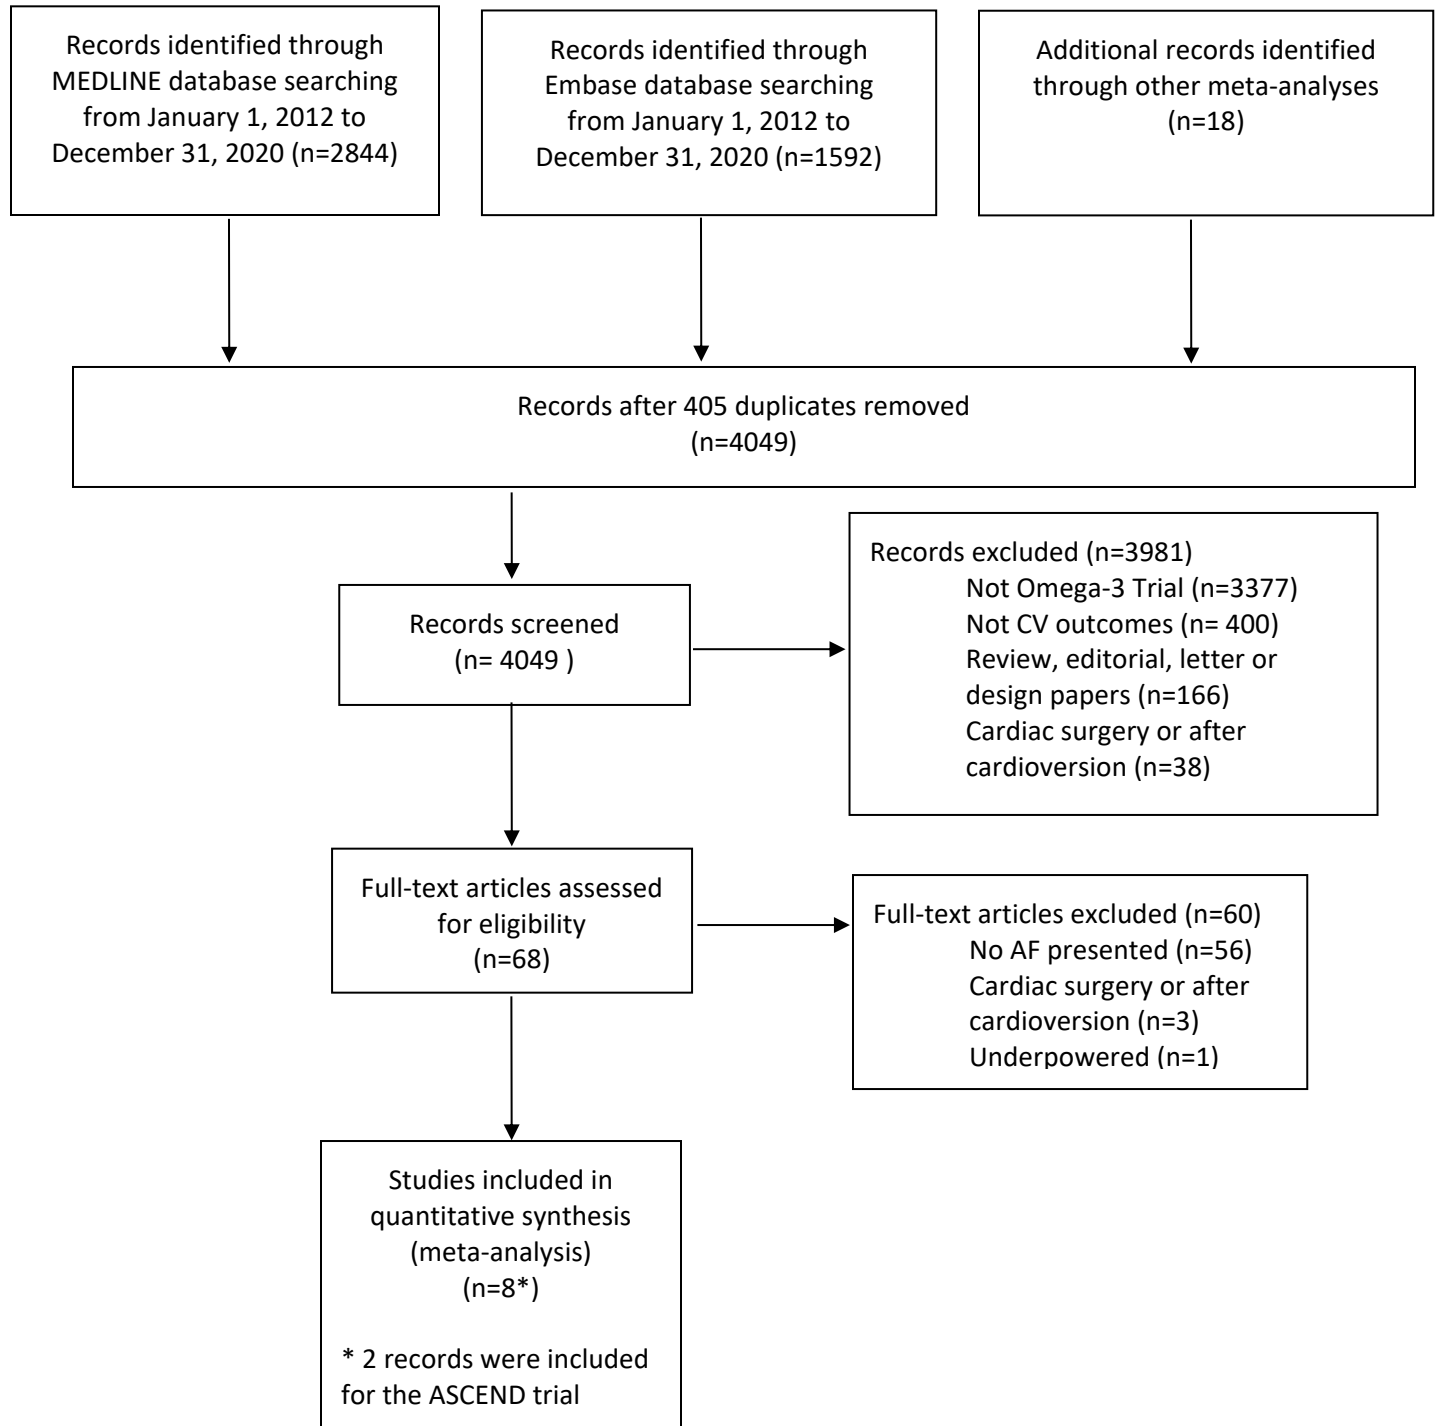 Records identified through
MEDLINE database searching
from January 1, 2012 to
December 31, 2020 (n=2844)
Records identified through
Embase database searching
from January 1, 2012 to
December 31, 2020 (n=1592)
Additional records identified
through other meta-analyses
(n=18)
Records after 405 duplicates removed
(n=4049)
Records screened
(n= 4049 )
Records excluded (n=3981)
Not Omega-3 Trial (n=3377)
Not CV outcomes (n= 400)
Review, editorial, letter or
design papers (n=166)
Cardiac surgery or after
cardioversion (n=38)
Full-text articles assessed
for eligibility
(n=68)
Full-text articles excluded (n=60)
No AF presented (n=56)
Cardiac surgery or after
cardioversion (n=3)
Underpowered (n=1)
Studies included in
quantitative synthesis
(meta-analysis)
(n=8*)
* 2 records were included
for the ASCEND trial